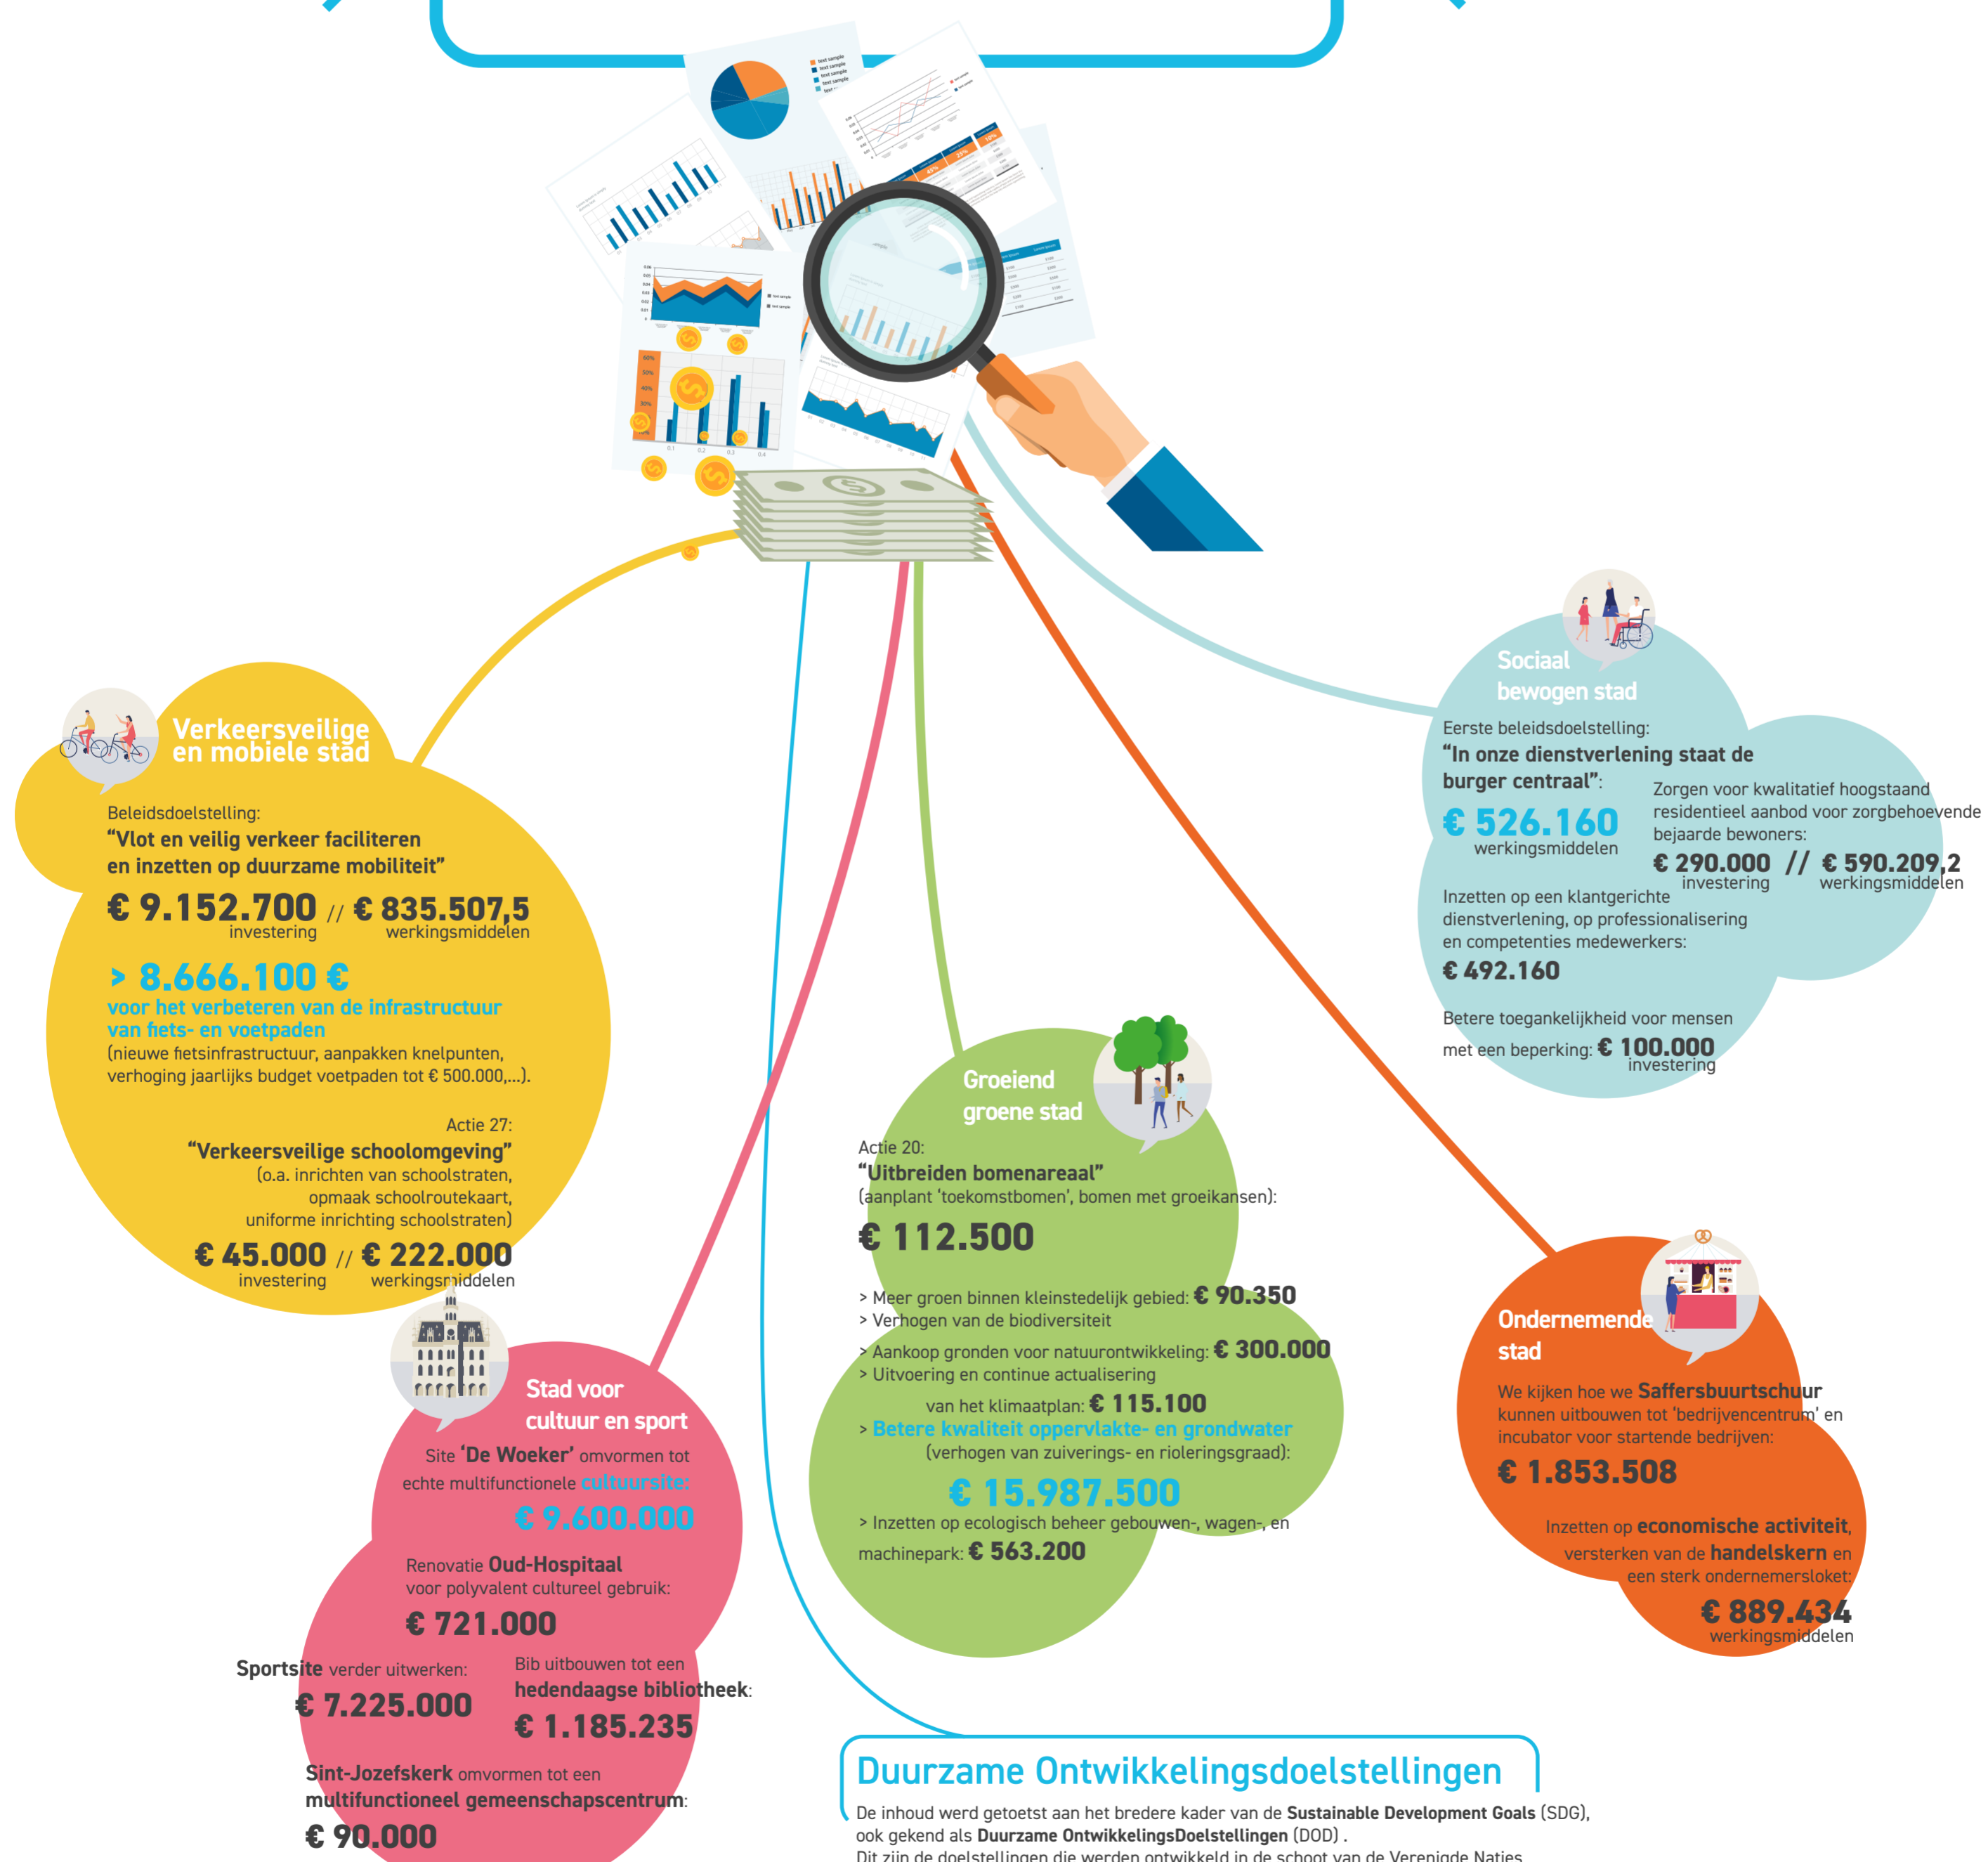 Verkeersveilige
en mobiele stad
Beleidsdoelstelling:
“Vlot en veilig verkeer faciliteren
en inzetten op duurzame mobiliteit”
€ 9.152.700 // € 835.507,5
investering werkingsmiddelen
> 8.666.100 €
voor het verbeteren van de infrastructuur
van fiets- en voetpaden
(nieuwe fietsinfrastructuur, aanpakken knelpunten,
verhoging jaarlijks budget voetpaden tot € 500.000,...).
Actie 27:
“Verkeersveilige schoolomgeving”
(o.a. inrichten van schoolstraten,
opmaak schoolroutekaart,
uniforme inrichting schoolstraten)
€ 45.000 // € 222.000
investering werkingsmiddelen
Stad voor
cultuur en sport
Site ‘De Woeker’ omvormen tot
echte multifunctionele cultuursite:
€ 9.600.000
Renovatie Oud-Hospitaal
voor polyvalent cultureel gebruik:
€ 721.000
Sportsite verder uitwerken:
€ 7.225.000
Bib uitbouwen tot een
hedendaagse bibliotheek:
€ 1.185.235
Sint-Jozefskerk omvormen tot een
multifunctioneel gemeenschapscentrum:
€ 90.000
Groeiend
groene stad
Actie 20:
“Uitbreiden bomenareaal”
(aanplant ‘toekomstbomen’, bomen met groeikansen):
€ 112.500
> Meer groen binnen kleinstedelijk gebied: € 90.350
> Verhogen van de biodiversiteit
> Aankoop gronden voor natuurontwikkeling: € 300.000
> Uitvoering en continue actualisering
van het klimaatplan: € 115.100
> Betere kwaliteit oppervlakte- en grondwater
(verhogen van zuiverings- en rioleringsgraad):
€ 15.987.500
> Inzetten op ecologisch beheer gebouwen-, wagen-, en
machinepark: € 563.200
Sociaal
bewogen stad
Eerste beleidsdoelstelling:
“In onze dienstverlening staat de
burger centraal”:
€ 526.160
werkingsmiddelen
Zorgen voor kwalitatief hoogstaand
residentieel aanbod voor zorgbehoevende
bejaarde bewoners:
€ 290.000 // € 590.209,2
investering werkingsmiddelen
Inzetten op een klantgerichte
dienstverlening, op professionalisering
en competenties medewerkers:
€ 492.160
Betere toegankelijkheid voor mensen
met een beperking: € 100.000
investering
Ondernemende
stad
We kijken hoe we Saffersbuurtschuur
kunnen uitbouwen tot ‘bedrijvencentrum’ en
incubator voor startende bedrijven:
€ 1.853.508
Inzetten op economische activiteit,
versterken van de handelskern en
een sterk ondernemersloket:
€ 889.434
werkingsmiddelen
Duurzame Ontwikkelingsdoelstellingen
De inhoud werd getoetst aan het bredere kader van de Sustainable Development Goals (SDG),
ook gekend als Duurzame OntwikkelingsDoelstellingen (DOD) .
Dit zijn de doelstellingen die werden ontwikkeld in de schoot van de Verenigde Naties